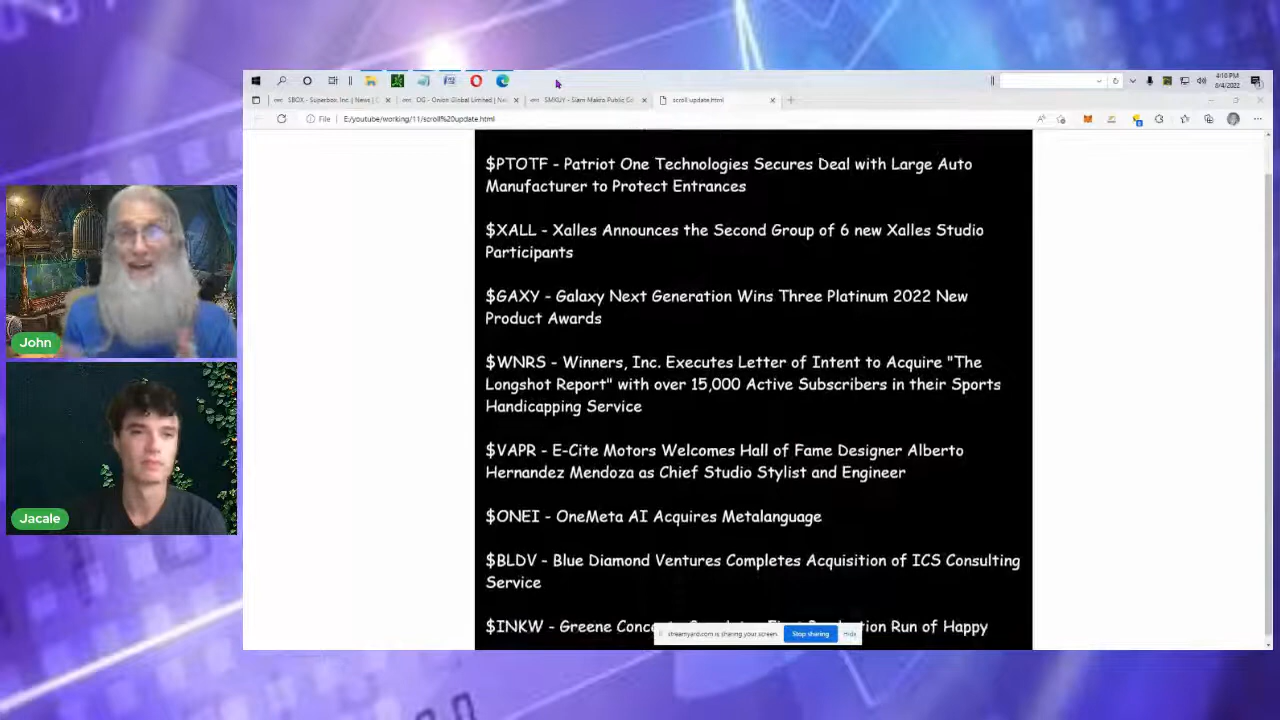 4:10 PM
8/4/2022
SBOX - Superbox Inc. | News |
OG - Onion Global Limited |
SMKUY - Siam Makro Public
scroll update.html
File
E:/youtube/working/11/scroll%20update.html
$PTOTF - Patriot One Technologies Secures Deal with Large Auto
Manufacturer to Protect Entrances
$XALL - Xalles Announces the Second Group of 6 new Xalles Studio
Participants
$GAXY - Galaxy Next Generation Wins Three Platinum 2022 New
Product Awards
$WNRS - Winners, Inc. Executes Letter of Intent to Acquire "The
Longshot Report" with over 15,000 Active Subscribers in their Sports
Handicapping Service
$VAPR - E-Cite Motors Welcomes Hall of Fame Designer Alberto
Hernandez Mendoza as Chief Studio Stylist and Engineer
$ONEI - OneMeta AI Acquires Metalanguage
$BLDV - Blue Diamond Ventures Completes Acquisition of ICS Consulting
Service
$INKW - Greene Run of Happy
streamyard.com is sharing your screen.
Stop sharing
Hide
John
Jacale